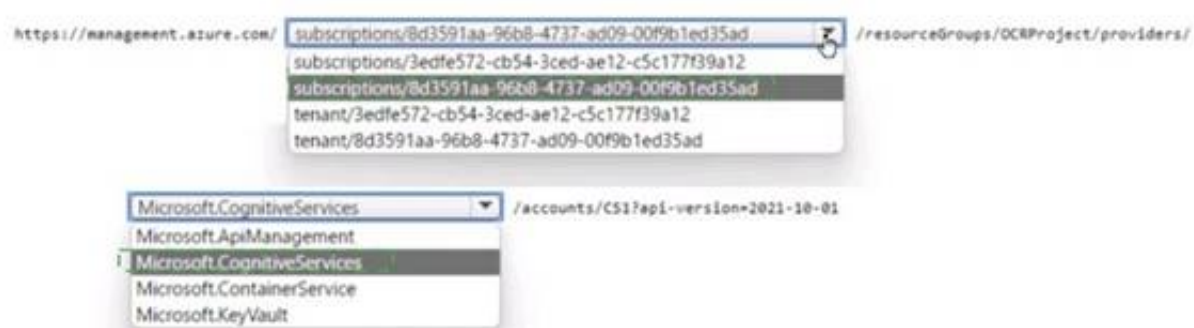 https://management.azure.com/ subscriptions/8d3591aa-96b8-4737-ad09-00f9b1ed35ad /resourceGroups/OCRProject/providers/
subscriptions/3edfe572-cb54-3ced-ae12-c5c177f39a12
subscriptions/8d3591aa-96b8-4737-ad09-00f9b1ed35ad
tenant/3edfe572-cb54-3ced-ae12-c5c177f39a12
tenant/8d3591aa-96b8-4737-ad09-00f9b1ed35ad
Microsoft.CognitiveServices /accounts/CS1?api-version=2021-10-01
Microsoft.ApiManagement
Microsoft.CognitiveServices
Microsoft.ContainerService
Microsoft.KeyVault